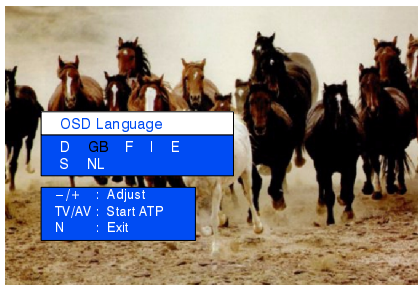 OSD Language
D GB F I E
S NL
–/+ : Adjust
TV/AV : Start ATP
N : Exit